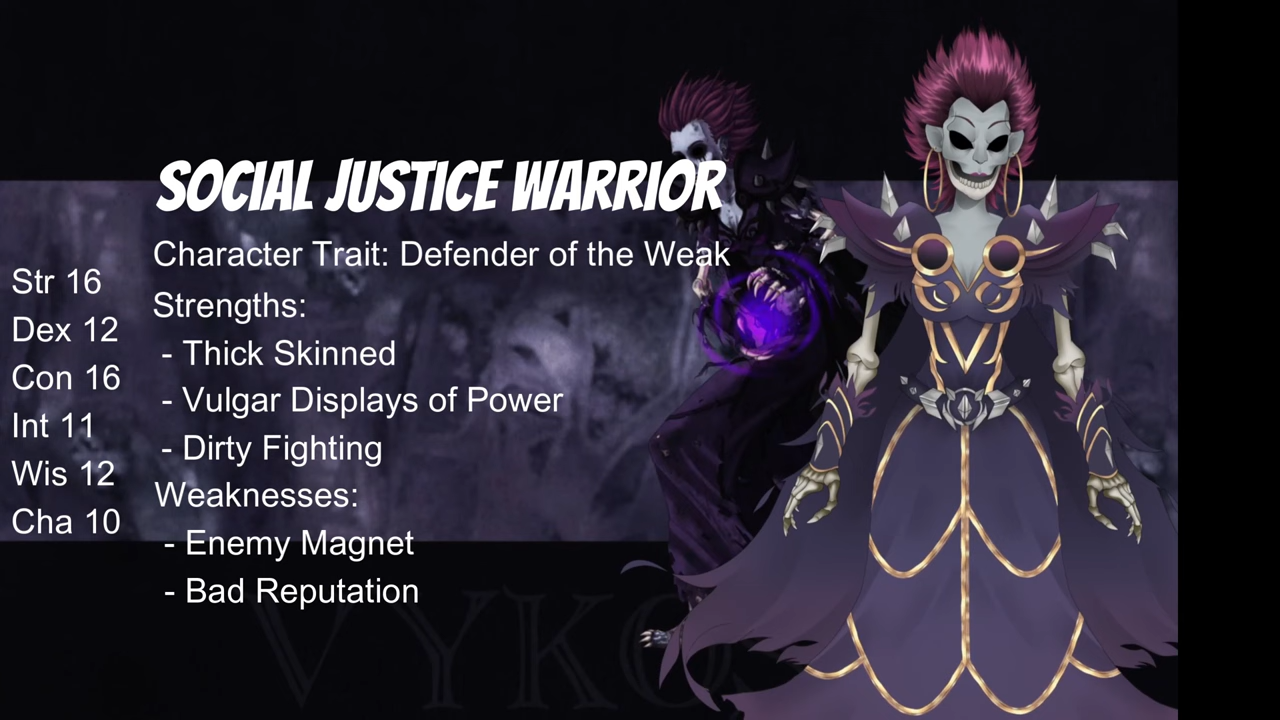 SOCIAL JUSTICE WARRIOR
Character Trait: Defender of the Weak
Str 16
Dex 12
Con 16
Int 11
Wis 12
Cha 10
Strengths:
- Thick Skinned
- Vulgar Displays of Power
- Dirty Fighting
Weaknesses:
- Enemy Magnet
- Bad Reputation